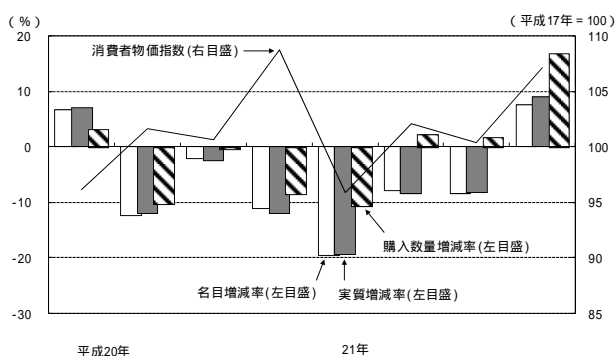 (％) (平成17年=100)
20 110
消費者物価指数(右目盛)
10 105
0 100
-10 95
購入数量増減率(左目盛)
-20 90
名目増減率(左目盛) 実質増減率(左目盛)
-30 85
平成20年 21年